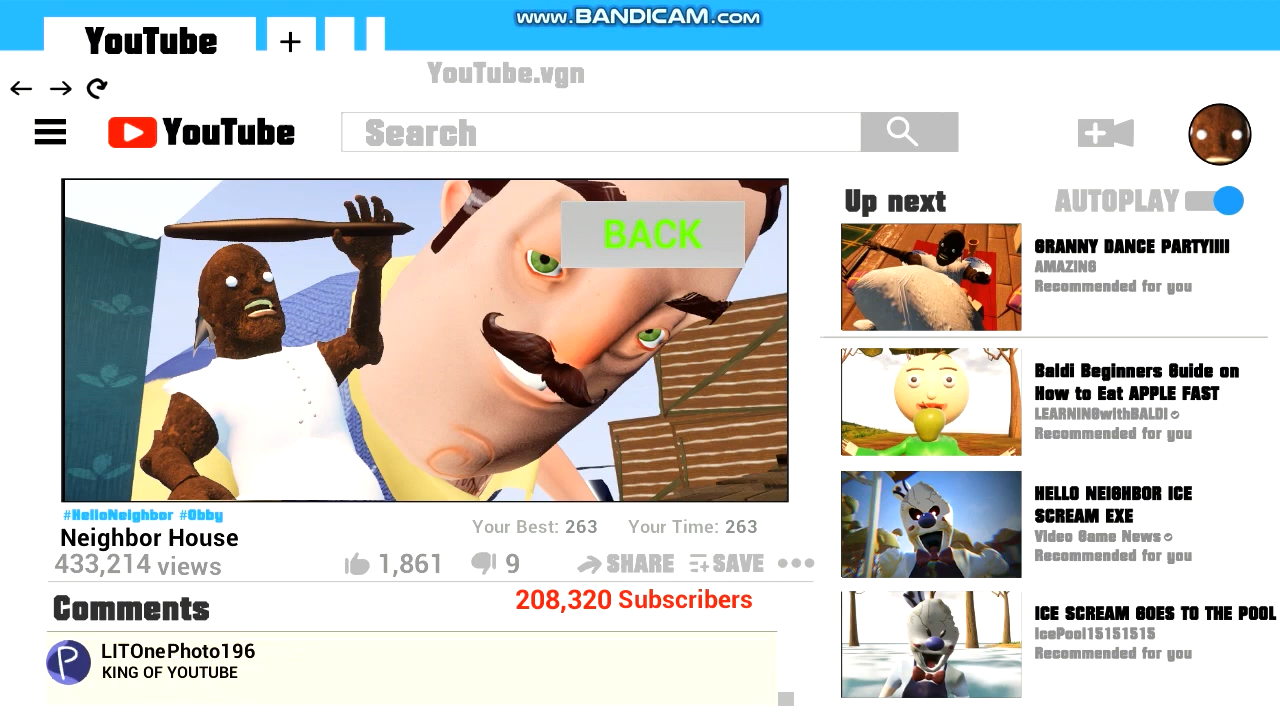 www.BANDICAM.com
YouTube
+
YouTube.vgn
YouTube
Search
BACK
Up next
AUTOPLAY
GRANNY DANCE PARTY!!!!
AMAZING
Recommended for you
Baldi Beginners Guide on
How to Eat APPLE FAST
LEARNINGwithBALDI
Recommended for you
HELLO NEIGHBOR ICE
SCREAM EXE
Video Game News
Recommended for you
ICE SCREAM GOES TO THE POOL
IcePool15151515
Recommended for you
#HelloNeighbor #Obby
Neighbor House
Your Best: 263 Your Time: 263
433,214 views
1,861
9
SHARE
SAVE
208,320 Subscribers
Comments
P
LITOnePhoto196
KING OF YOUTUBE